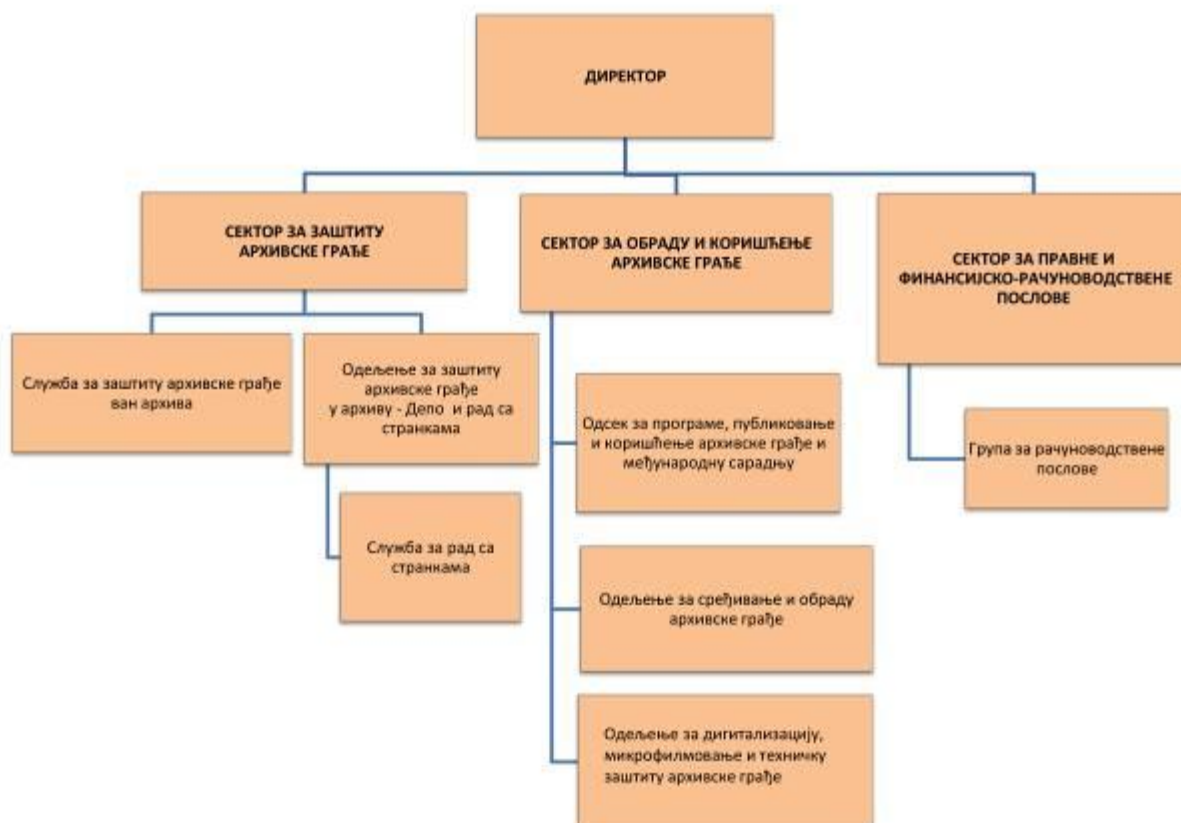 ДИРЕКТОР
СЕКТОР ЗА ЗАШТИТУ
АРХИВСКЕ ГРАЂЕ
СЕКТОР ЗА ОБРАДУ И КОРИШЋЕЊЕ
АРХИВСКЕ ГРАЂЕ
СЕКТОР ЗА ПРАВНЕ И
ФИНАНСИЈСКО-РАЧУНОВОДСТВЕНЕ
ПОСЛОВЕ
Служба за заштиту архивске грађе
ван архива
Одељење за заштиту
архивске грађе
у архиву - Депо и рад са
странкама
Служба за рад са
странкама
Одсек за програме, публиковање
и коришћење архивске грађе и
међународну сарадњу
Одељење за сређивање и обраду
архивске грађе
Одељење за дигитализацију,
микрофилмовање и техничку
заштиту архивске грађе
Група за рачуноводствене
послове